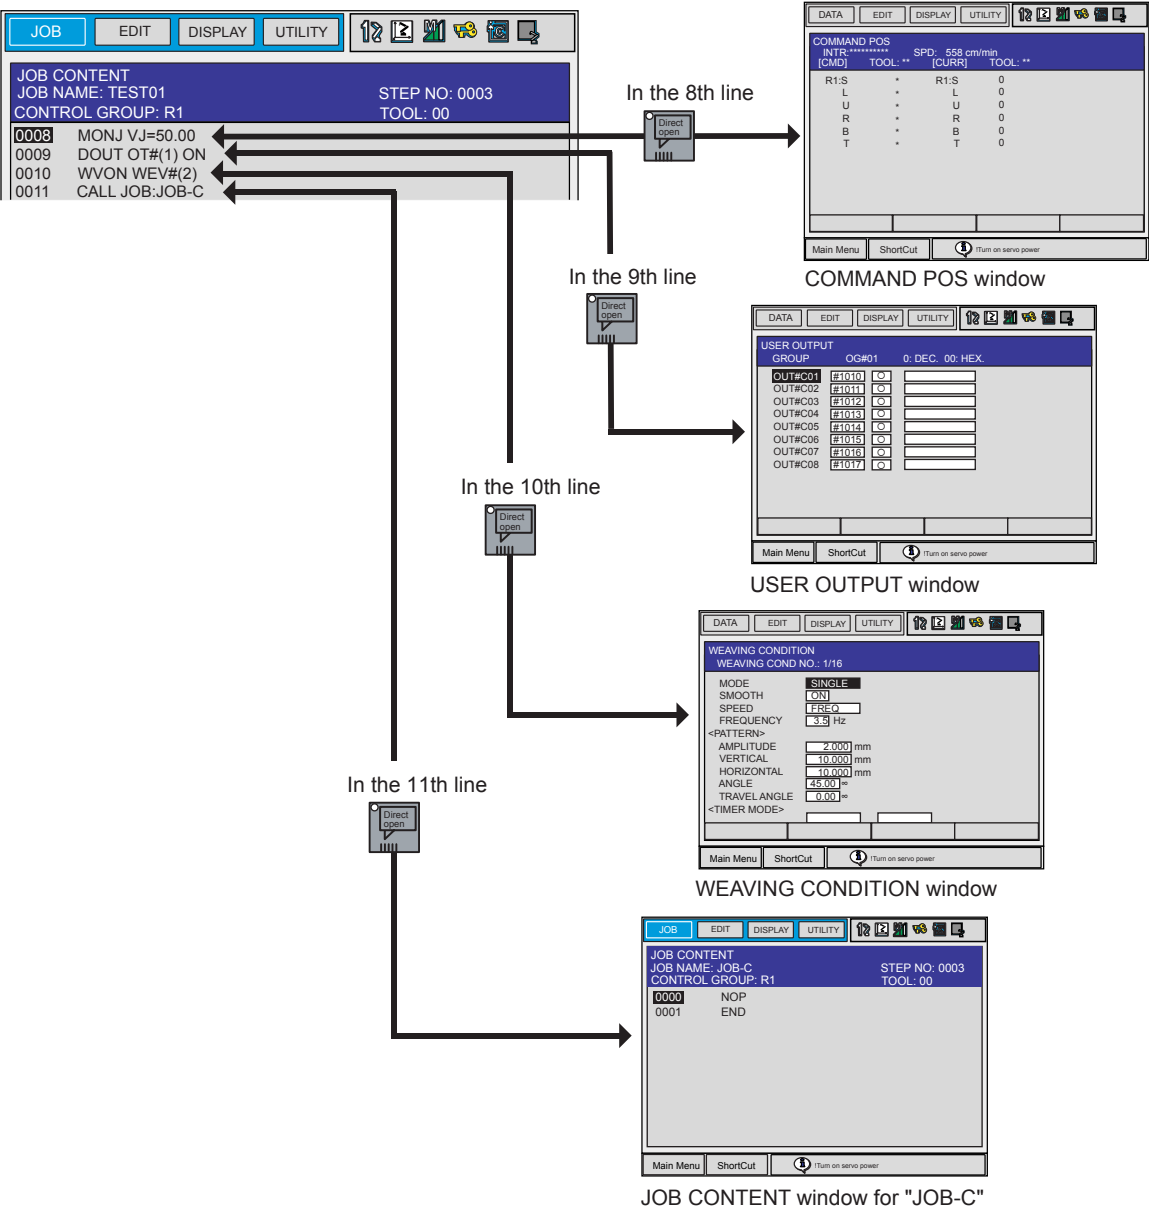 JOB EDIT DISPLAY UTILITY
JOB CONTENT
JOB NAME: TEST01 STEP NO: 0003
CONTROL GROUP: R1 TOOL: 00
0008 MONJ VJ=50.00
0009 DOUT OT#(1) ON
0010 WVON WEV#(2)
0011 CALL JOB:JOB-C
In the 8th line
Direct
open
DATA EDIT DISPLAY UTILITY
COMMAND POS
INTR:********** SPD: 558 cm/min
[CMD] TOOL: ** [CURR] TOOL: **
R1:S * R1:S 0
L * L 0
U * U 0
R * R 0
B * B 0
T * T 0
Main Menu ShortCut !Turn on servo power
COMMAND POS window
In the 9th line
Direct
open
DATA EDIT DISPLAY UTILITY
USER OUTPUT
GROUP OG#01 0: DEC. 00: HEX.
OUT#C01 #1010
OUT#C02 #1011
OUT#C03 #1012
OUT#C04 #1013
OUT#C05 #1014
OUT#C06 #1015
OUT#C07 #1016
OUT#C08 #1017
Main Menu ShortCut !Turn on servo power
USER OUTPUT window
In the 10th line
Direct
open
DATA EDIT DISPLAY UTILITY
WEAVING CONDITION
WEAVING COND NO.: 1/16
MODE SINGLE
SMOOTH ON
SPEED FREQ
FREQUENCY 3.5 Hz
<PATTERN>
AMPLITUDE 2.000 mm
VERTICAL 10.000 mm
HORIZONTAL 10.000 mm
ANGLE 45.00 ∞
TRAVEL ANGLE 0.00 ∞
<TIMER MODE>
Main Menu ShortCut !Turn on servo power
WEAVING CONDITION window
In the 11th line
Direct
open
JOB EDIT DISPLAY UTILITY
JOB CONTENT
JOB NAME: JOB-C STEP NO: 0003
CONTROL GROUP: R1 TOOL: 00
0000 NOP
0001 END
Main Menu ShortCut !Turn on servo power
JOB CONTENT window for "JOB-C"